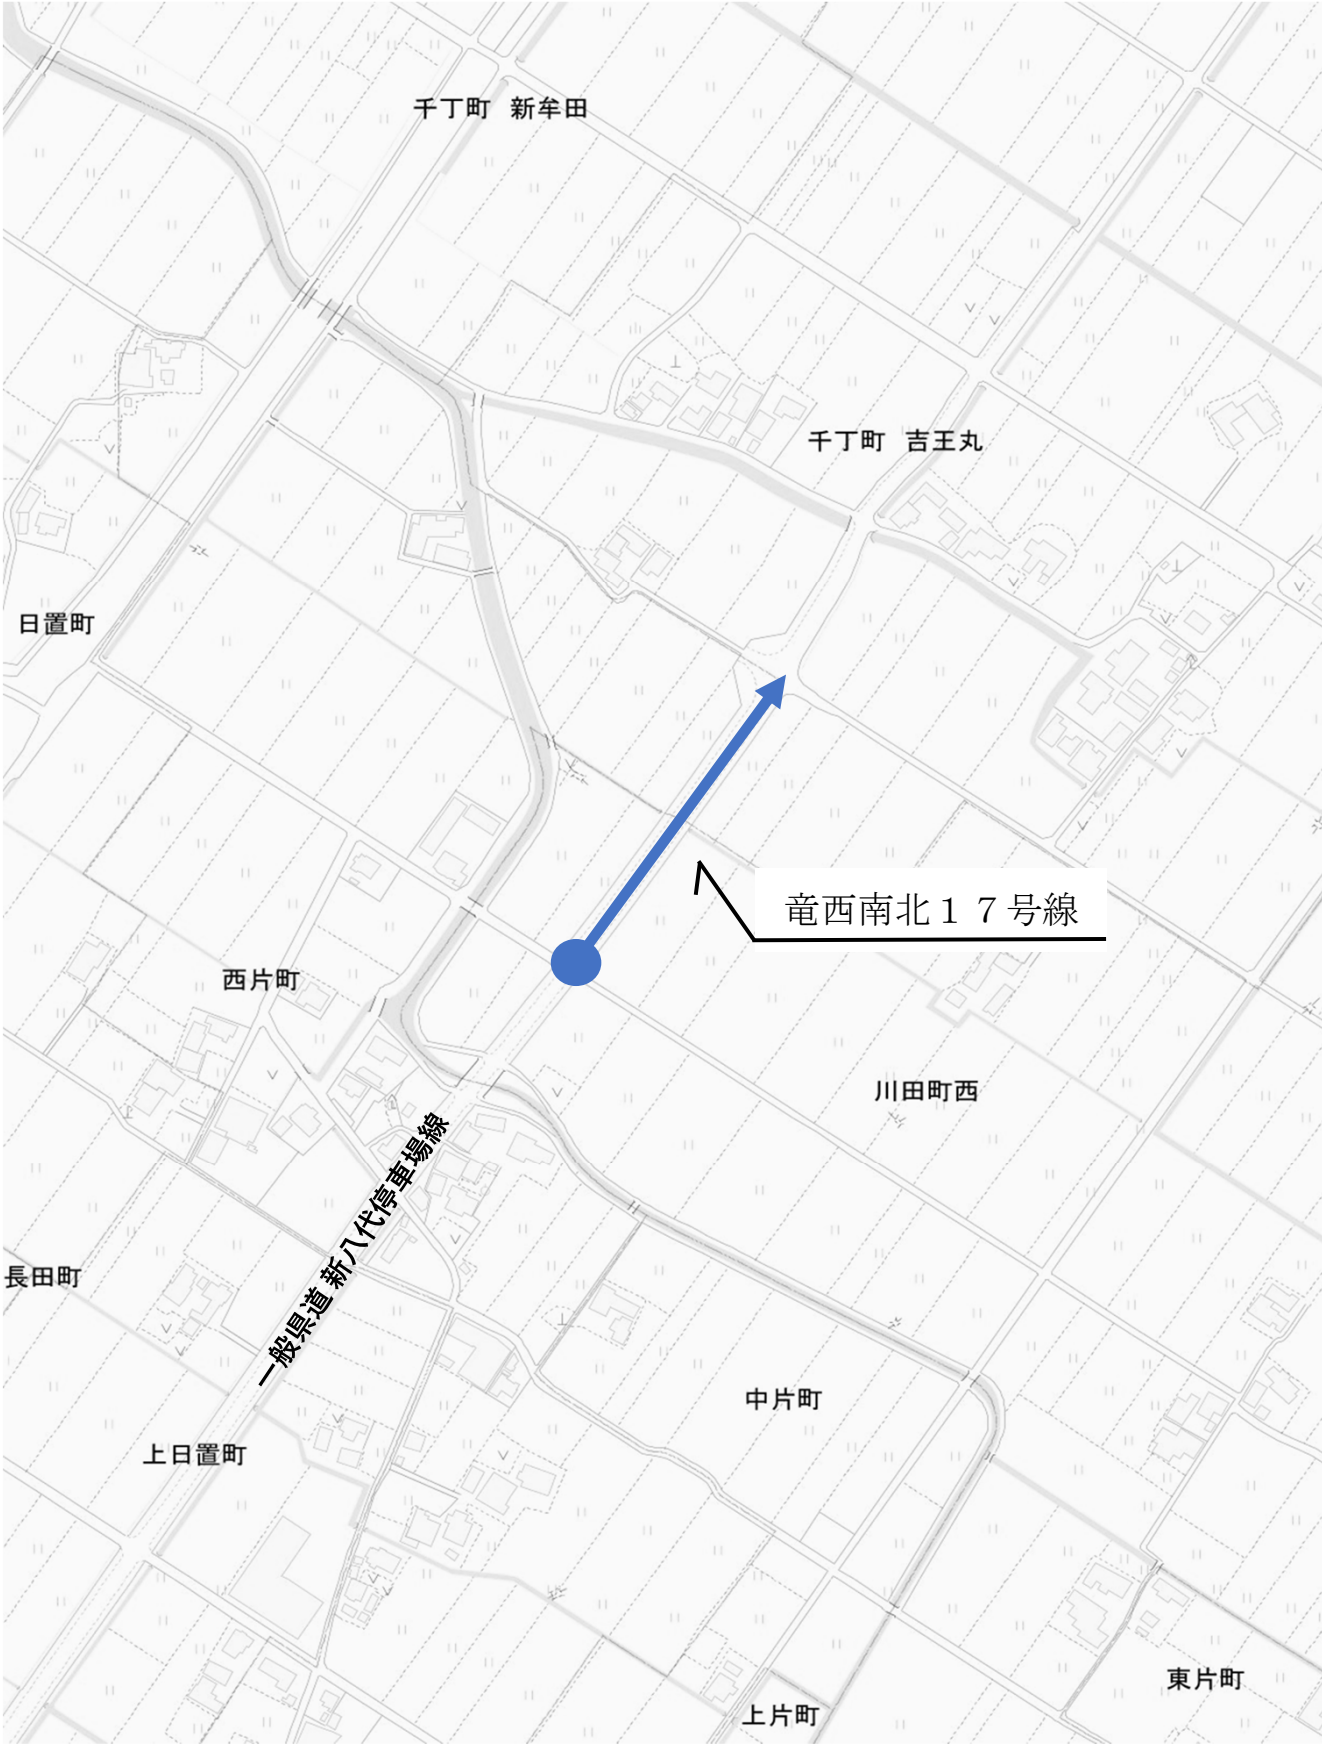 千丁町 新牟田
千丁町 吉王丸
日置町
竜西南北１７号線
西片町
川田町西
一般県道 新八代停車場線
長田町
中片町
上日置町
東片町
上片町